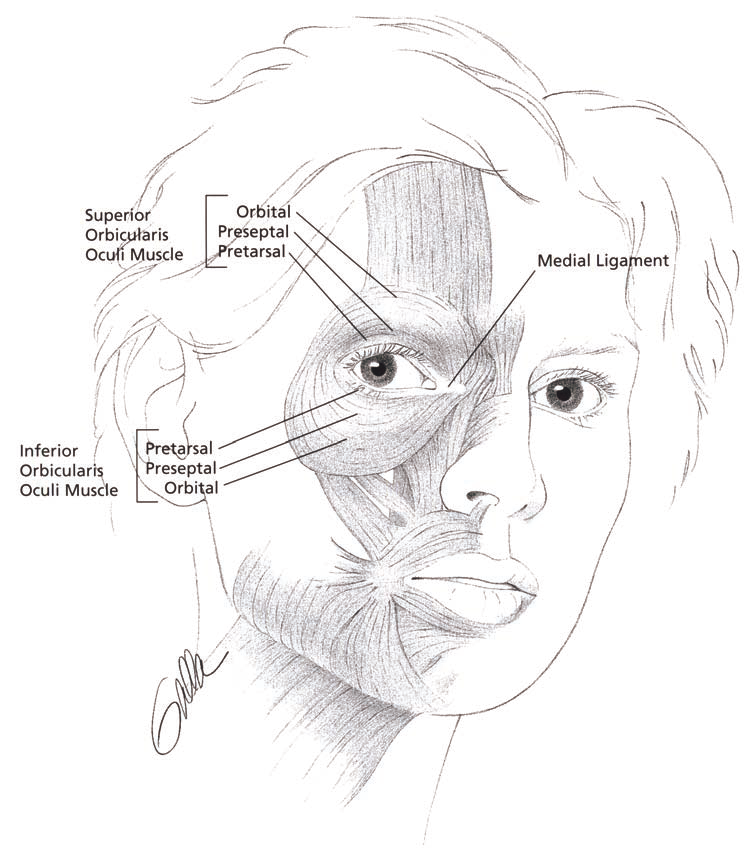 Superior
Orbicularis
Oculi Muscle
Orbital
Preseptal
Pretarsal
Medial Ligament
Inferior
Orbicularis
Oculi Muscle
Pretarsal
Preseptal
Orbital